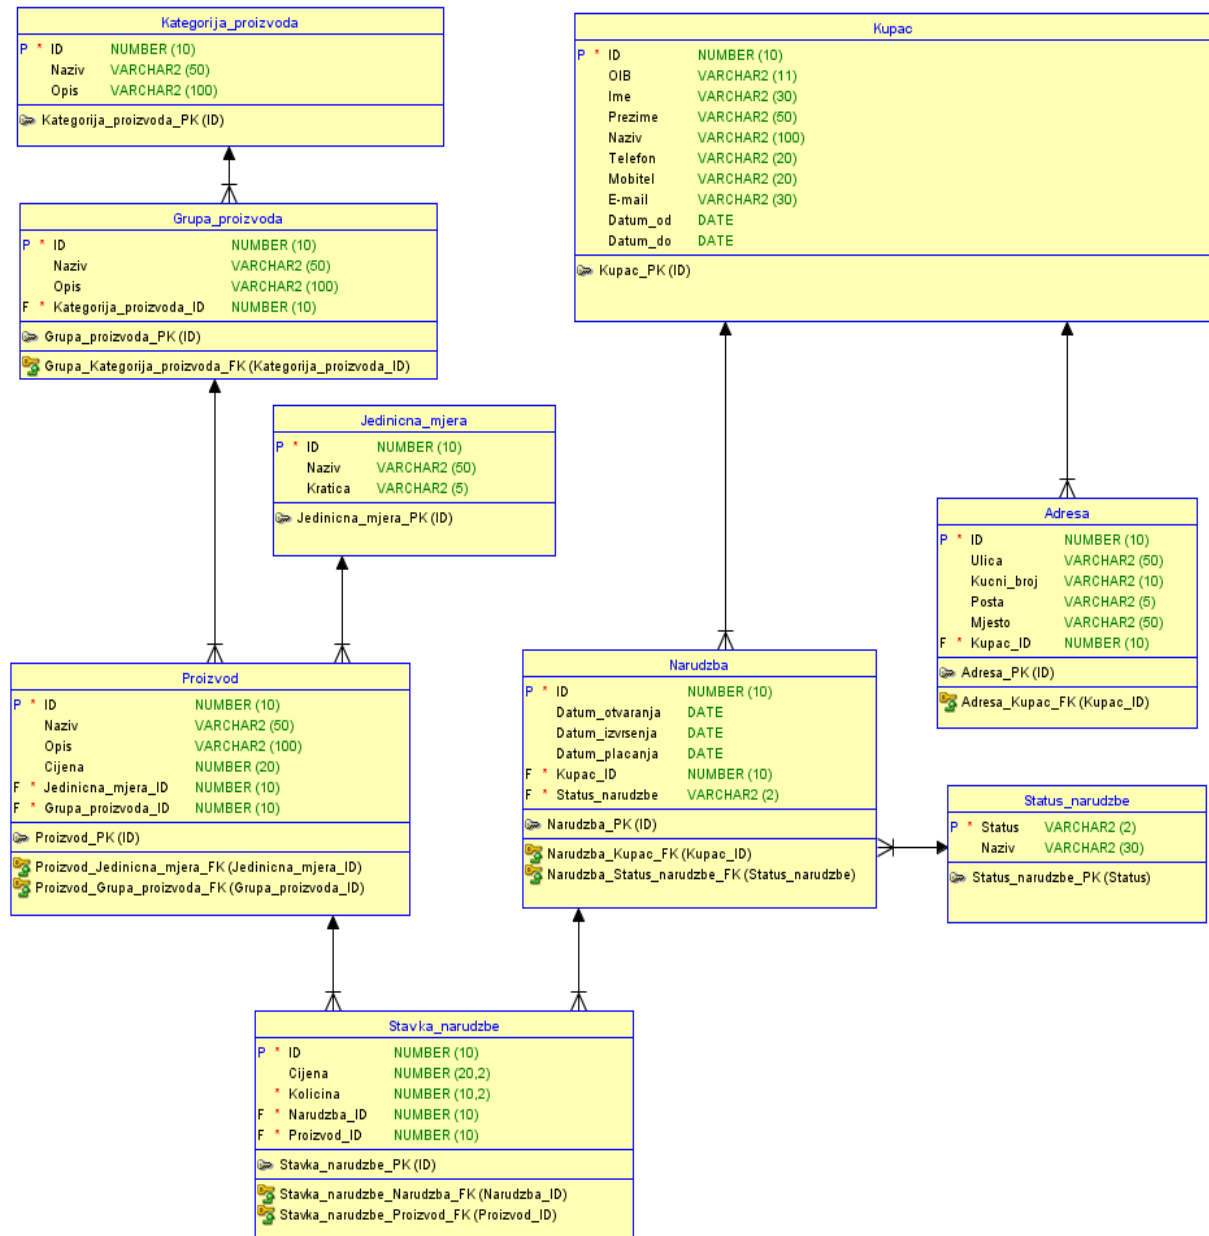 Kategorija_proizvoda
P * ID NUMBER (10)
Naziv VARCHAR2 (50)
Opis VARCHAR2 (100)
Kategorija_proizvoda_PK (ID)
Grupa_proizvoda
P * ID NUMBER (10)
Naziv VARCHAR2 (50)
Opis VARCHAR2 (100)
F * Kategorija_proizvoda_ID NUMBER (10)
Grupa_proizvoda_PK (ID)
Grupa_Kategorija_proizvoda_FK (Kategorija_proizvoda_ID)
Jedinicna_mjera
P * ID NUMBER (10)
Naziv VARCHAR2 (50)
Kratica VARCHAR2 (5)
Jedinicna_mjera_PK (ID)
Proizvod
P * ID NUMBER (10)
Naziv VARCHAR2 (50)
Opis VARCHAR2 (100)
Cijena NUMBER (20)
F * Jedinicna_mjera_ID NUMBER (10)
F * Grupa_proizvoda_ID NUMBER (10)
Proizvod_PK (ID)
Proizvod_Jedinicna_mjera_FK (Jedinicna_mjera_ID)
Proizvod_Grupa_proizvoda_FK (Grupa_proizvoda_ID)
Kupac
P * ID NUMBER (10)
OIB VARCHAR2 (11)
Ime VARCHAR2 (30)
Prezime VARCHAR2 (50)
Naziv VARCHAR2 (100)
Telefon VARCHAR2 (20)
Mobitel VARCHAR2 (20)
E-mail VARCHAR2 (30)
Datum_od DATE
Datum_do DATE
Kupac_PK (ID)
Adresa
P * ID NUMBER (10)
Ulica VARCHAR2 (50)
Kucni_broj VARCHAR2 (10)
Posta VARCHAR2 (5)
Mjesto VARCHAR2 (50)
F * Kupac_ID NUMBER (10)
Adresa_PK (ID)
Adresa_Kupac_FK (Kupac_ID)
Narudzba
P * ID NUMBER (10)
Datum_otvaranja DATE
Datum_izvrsenja DATE
Datum_placanja DATE
F * Kupac_ID NUMBER (10)
F * Status_narudzbe VARCHAR2 (2)
Narudzba_PK (ID)
Narudzba_Kupac_FK (Kupac_ID)
Narudzba_Status_narudzbe_FK (Status_narudzbe)
Status_narudzbe
P * Status VARCHAR2 (2)
Naziv VARCHAR2 (30)
Status_narudzbe_PK (Status)
Stavka_narudzbe
P * ID NUMBER (10)
Cijena NUMBER (20,2)
* Kolicina NUMBER (10,2)
F * Narudzba_ID NUMBER (10)
F * Proizvod_ID NUMBER (10)
Stavka_narudzbe_PK (ID)
Stavka_narudzbe_Narudzba_FK (Narudzba_ID)
Stavka_narudzbe_Proizvod_FK (Proizvod_ID)